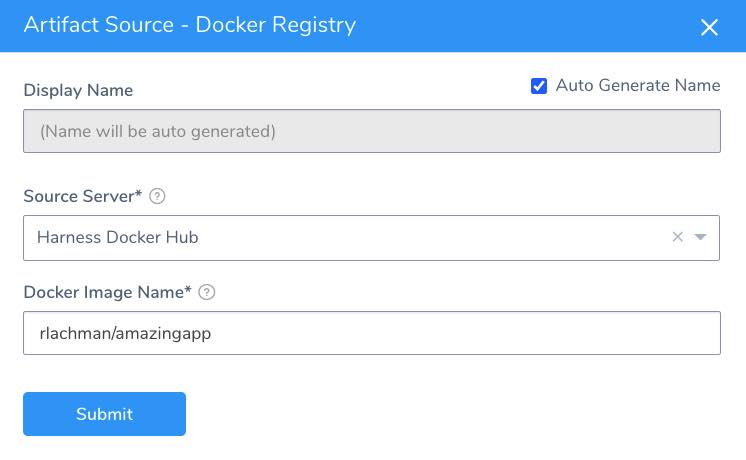 Artifact Source - Docker Registry
Display Name
Auto Generate Name
(Name will be auto generated)
Source Server* ?
Harness Docker Hub
Docker Image Name* ?
rlachman/amazingapp
Submit